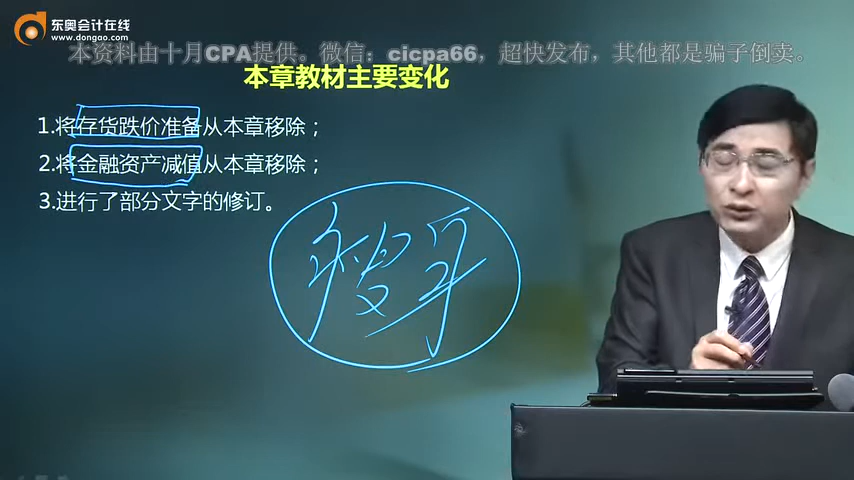 东奥会计在线
www.dongao.com
本资料由十月CPA提供。微信：cicpa66，超快发布，其他都是骗子倒卖。
本章教材主要变化
1.将存货跌价准备从本章移除；
2.将金融资产减值从本章移除；
3.进行了部分文字的修订。